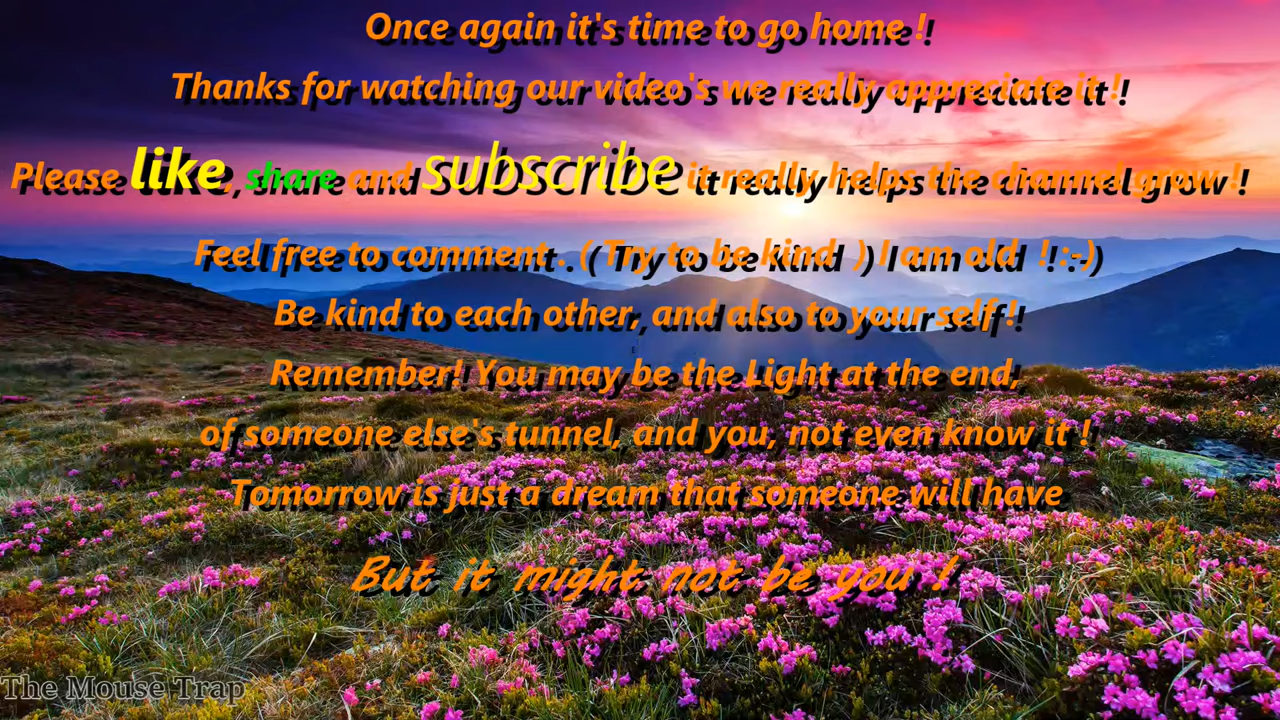 Once again it's time to go home !
Thanks for watching our video's we really appreciate it !
Please like, share and subscribe it really helps the channel grow !
Feel free to comment . ( Try to be kind ) I am old ! :-)
Be kind to each other, and also to your self !
Remember! You may be the Light at the end,
of someone else's tunnel, and you, not even know it !
Tomorrow is just a dream that someone will have
But it might not be you !
The Mouse Trap